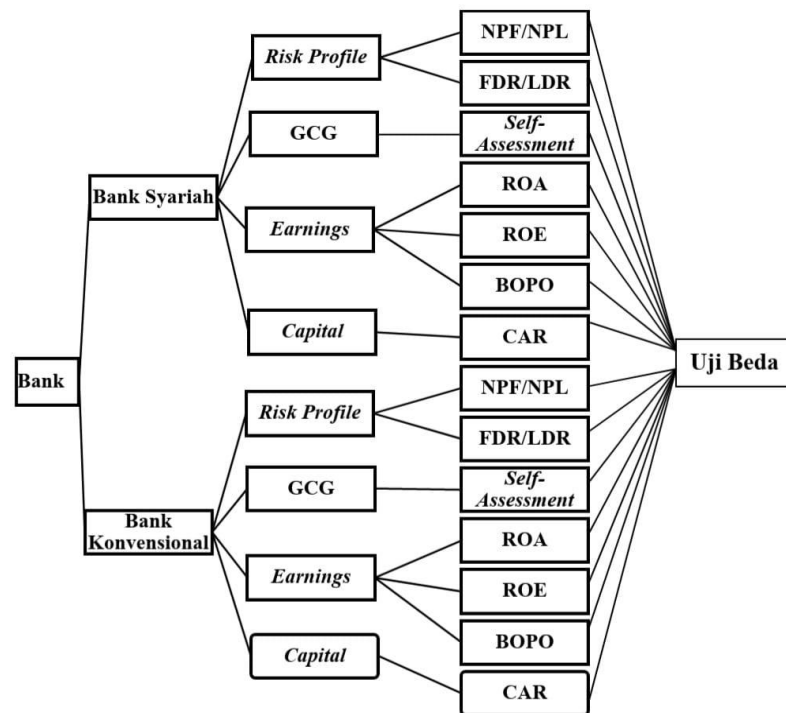 NPF/NPL
Risk Profile
FDR/LDR
GCG
Self-
Assessment
Bank Syariah
ROA
Earnings
ROE
BOPO
Capital
CAR
Bank
Uji Beda
NPF/NPL
Risk Profile
FDR/LDR
GCG
Self-
Assessment
Bank
Konvensional
ROA
Earnings
ROE
BOPO
Capital
CAR